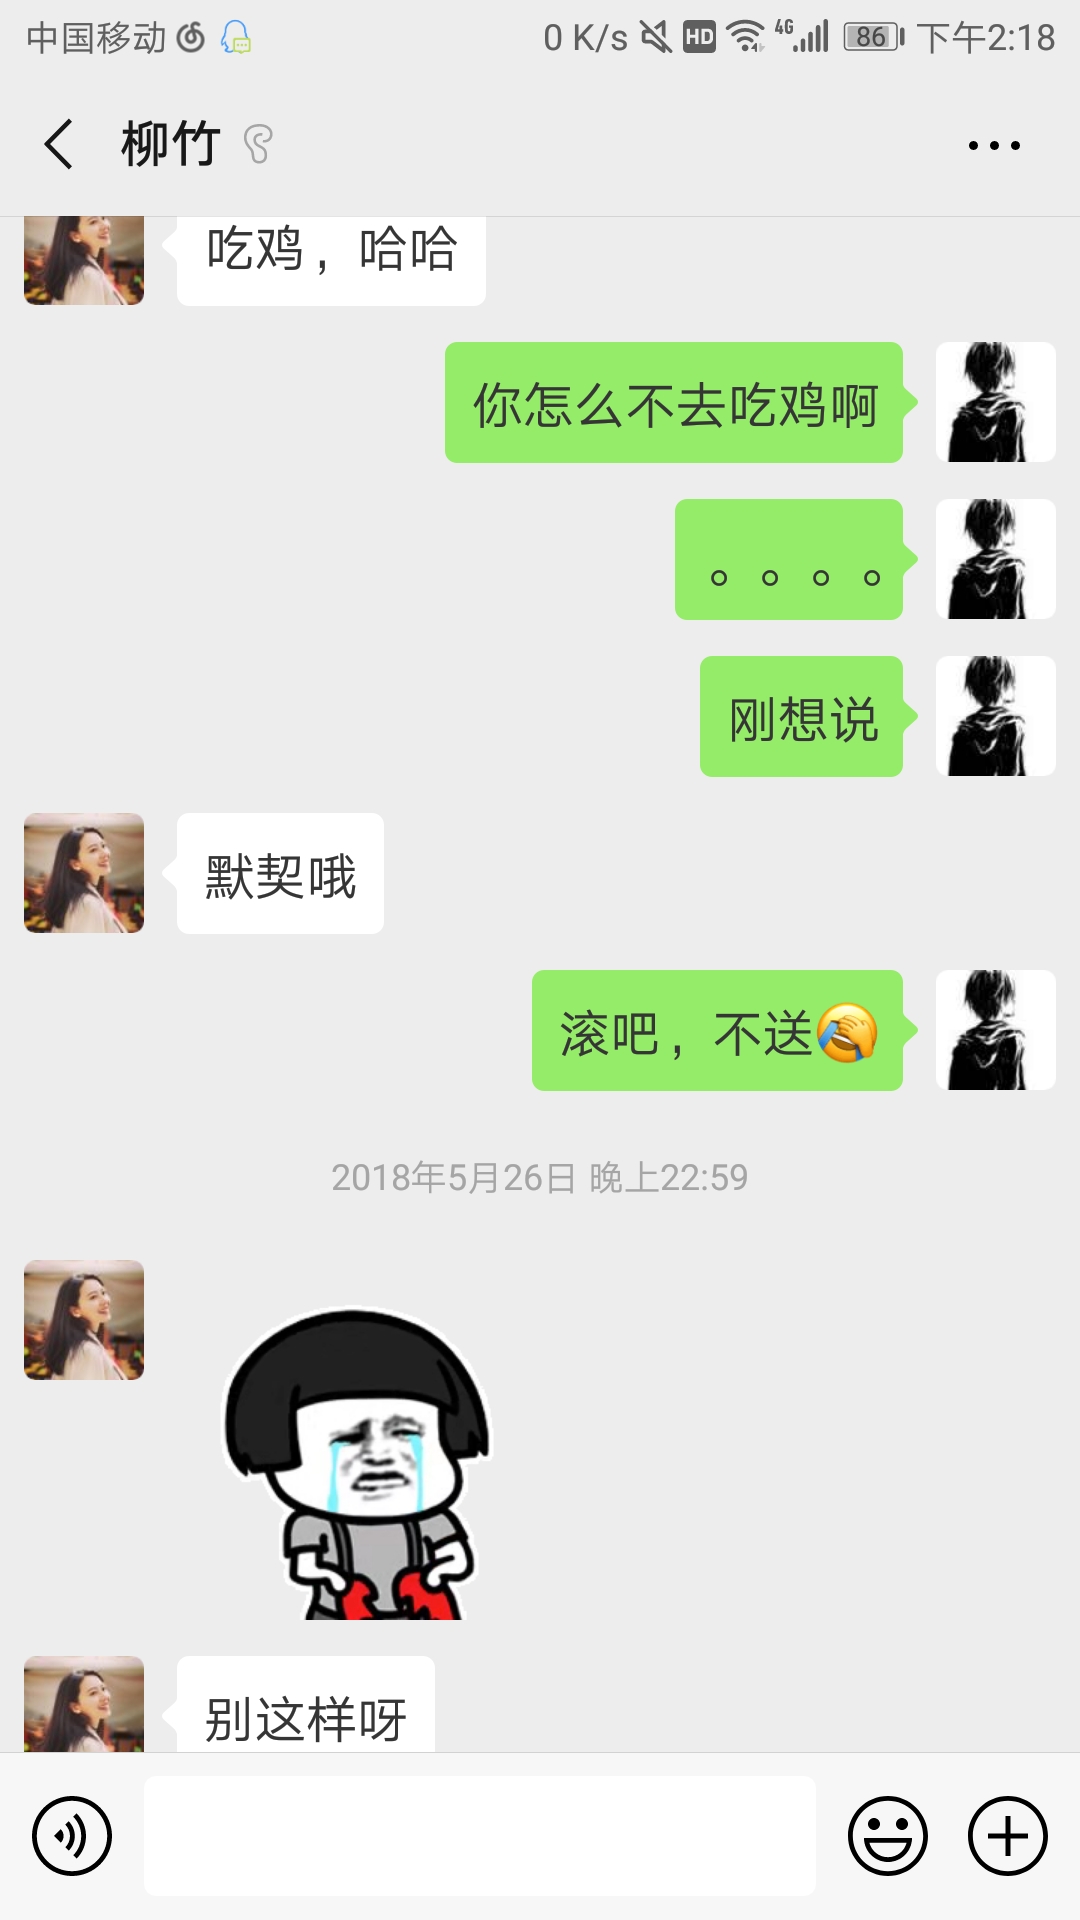 中国移动 0 K/s HD 4G 86 下午2:18
柳竹
吃鸡，哈哈
你怎么不去吃鸡啊
。。。。
刚想说
默契哦
滚吧，不送🤣
2018年5月26日 晚上22:59
别这样呀